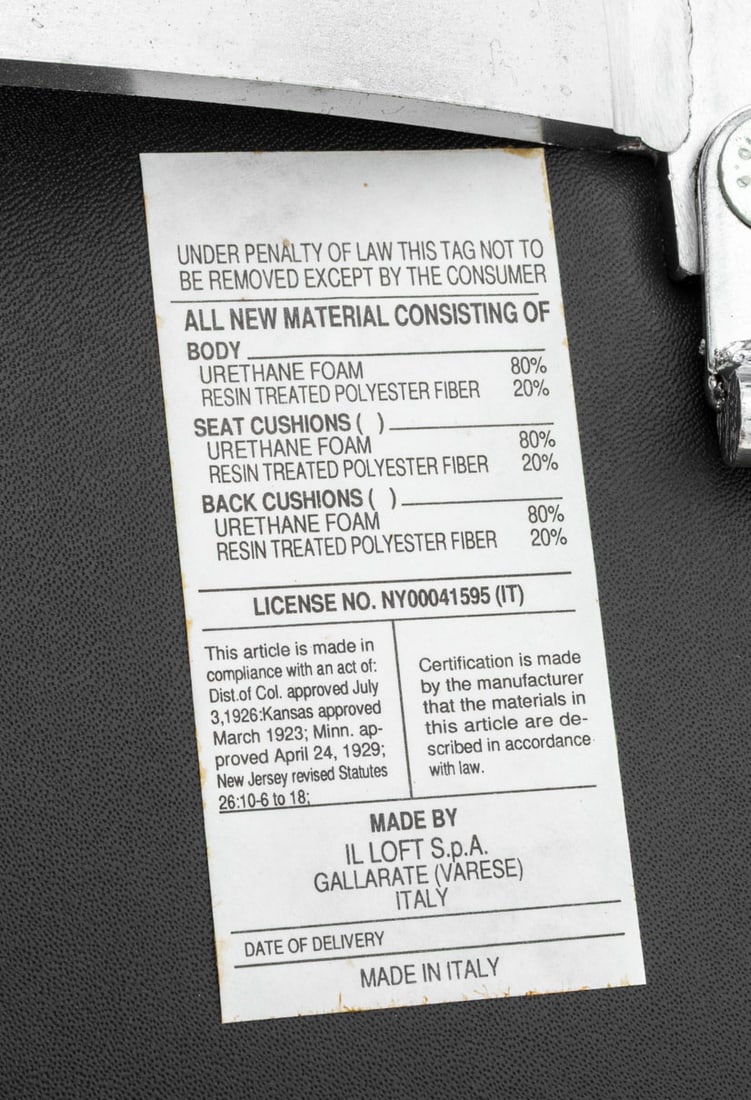 UNDER PENALTY OF LAW THIS TAG NOT TO
BE REMOVED EXCEPT BY THE CONSUMER
ALL NEW MATERIAL CONSISTING OF
BODY
URETHANE FOAM 80%
RESIN TREATED POLYESTER FIBER 20%
SEAT CUSHIONS ( )
URETHANE FOAM 80%
RESIN TREATED POLYESTER FIBER 20%
BACK CUSHIONS ( )
URETHANE FOAM 80%
RESIN TREATED POLYESTER FIBER 20%
LICENSE NO. NY00041595 (IT)
This article is made in
compliance with an act of:
Dist.of Col. approved July
3,1926:Kansas approved
March 1923; Minn. ap-
proved April 24, 1929;
New Jersey revised Statutes
26:10-6 to 18;
Certification is made
by the manufacturer
that the materials in
this article are de-
scribed in accordance
with law.
MADE BY
IL LOFT S.p.A.
GALLARATE (VARESE)
ITALY
DATE OF DELIVERY
MADE IN ITALY